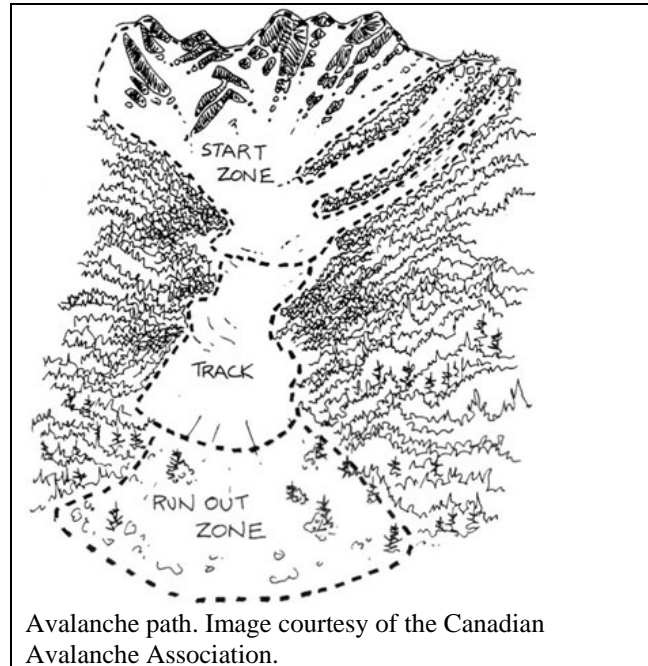 START
ZONE
TRACK
RUN OUT
ZONE
Avalanche path. Image courtesy of the Canadian
Avalanche Association.